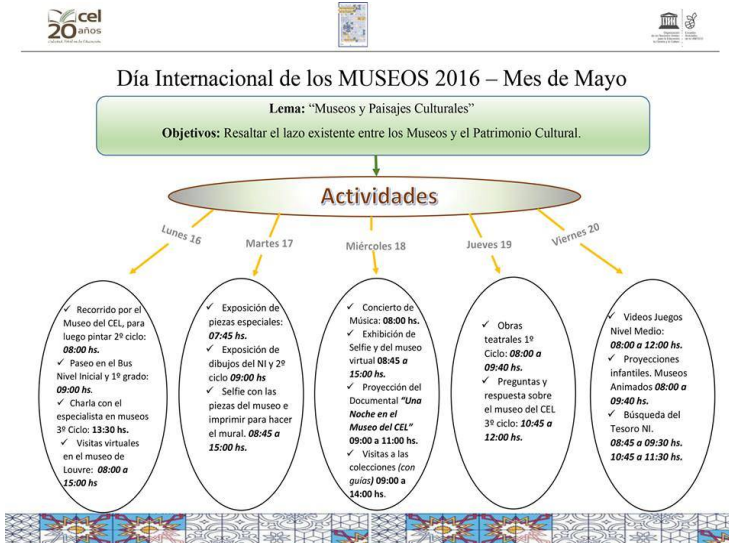 cel
20 años
Día Internacional de los MUSEOS 2016 – Mes de Mayo
Lema: “Museos y Paisajes Culturales”
Objetivos: Resaltar el lazo existente entre los Museos y el Patrimonio Cultural.
Actividades
Lunes 16
Martes 17
Miércoles 18
Jueves 19
Viernes 20
✓ Recorrido por el
Museo del CEL, para
luego pintar 2º ciclo:
08:00 hs.
✓ Paseo en el Bus
Nivel Inicial y 1º grado:
09:00 hs.
✓ Charla con el
especialista en museos
3º Ciclo: 13:30 hs.
✓ Visitas virtuales
en el museo de
Louvre: 08:00 a
15:00 hs
✓ Exposición de
piezas especiales:
07:45 hs.
✓ Exposición de
dibujos del NI y 2º
ciclo 09:00 hs
✓ Selfie con las
piezas del museo e
imprimir para hacer
el mural. 08:45 a
15:00 hs.
✓ Concierto de
Música: 08:00 hs.
✓ Exhibición de
Selfie y del museo
virtual 08:45 a
15:00 hs.
✓ Proyección del
Documental “Una
Noche en el
Museo del CEL”
09:00 a 11:00 hs.
✓ Visitas a las
colecciones (con
guías) 09:00 a
14:00 hs.
✓ Obras
teatrales 1º
Ciclo: 08:00 a
09:40 hs.
✓ Preguntas y
respuesta sobre
el museo del CEL
3º ciclo: 10:45 a
12:00 hs.
✓ Videos Juegos
Nivel Medio:
08:00 a 12:00 hs.
✓ Proyecciones
infantiles. Museos
Animados 08:00 a
09:40 hs.
✓ Búsqueda del
Tesoro NI.
08:45 a 09:30 hs.
10:45 a 11:30 hs.